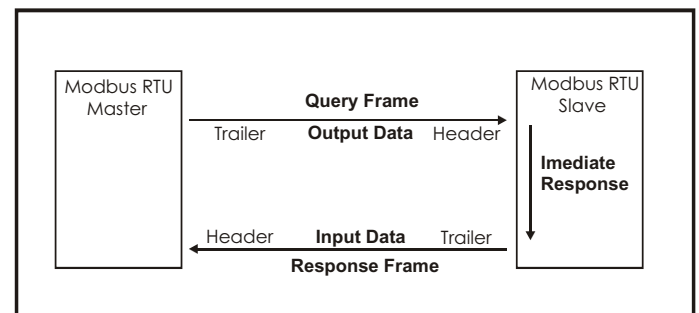 Modbus RTU
Master
Query Frame
Trailer Output Data Header
Modbus RTU
Slave
Imediate
Response
Header Input Data Trailer
Response Frame